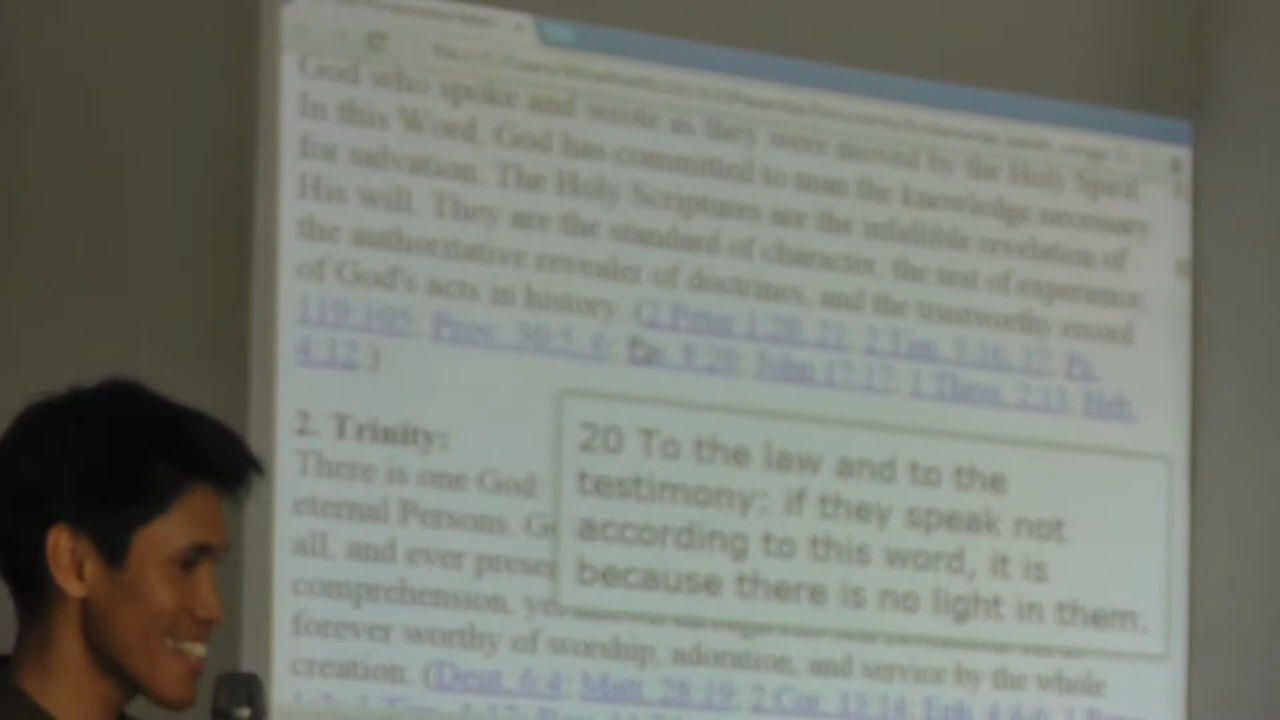 God who spoke and wrote as they were moved by the Holy Spirit.
In this Word, God has committed to man the knowledge necessary
for salvation. The Holy Scriptures are the infallible revelation of
His will. They are the standard of character, the test of experience,
the authoritative revealer of doctrines, and the trustworthy record
of God's acts in history. (2 Peter 1:20, 21; 2 Tim. 3:16, 17; Ps.
119:105; Prov. 30:5, 6; 8:20; John 17:17; 1 Thess. 2:13; Heb.
4:12.)
2. Trinity:
There is one God
eternal Persons. Go
all, and ever prese
comprehension, ye
forever worthy of worship, adoration, and service by the whole
creation. (Deut. 6:4; Matt. 28:19; 2 Cor. 13:14; Eph. 4:4-6; 1
20 To the law and to the
testimony: if they speak not
according to this word, it is
because there is no light in them.